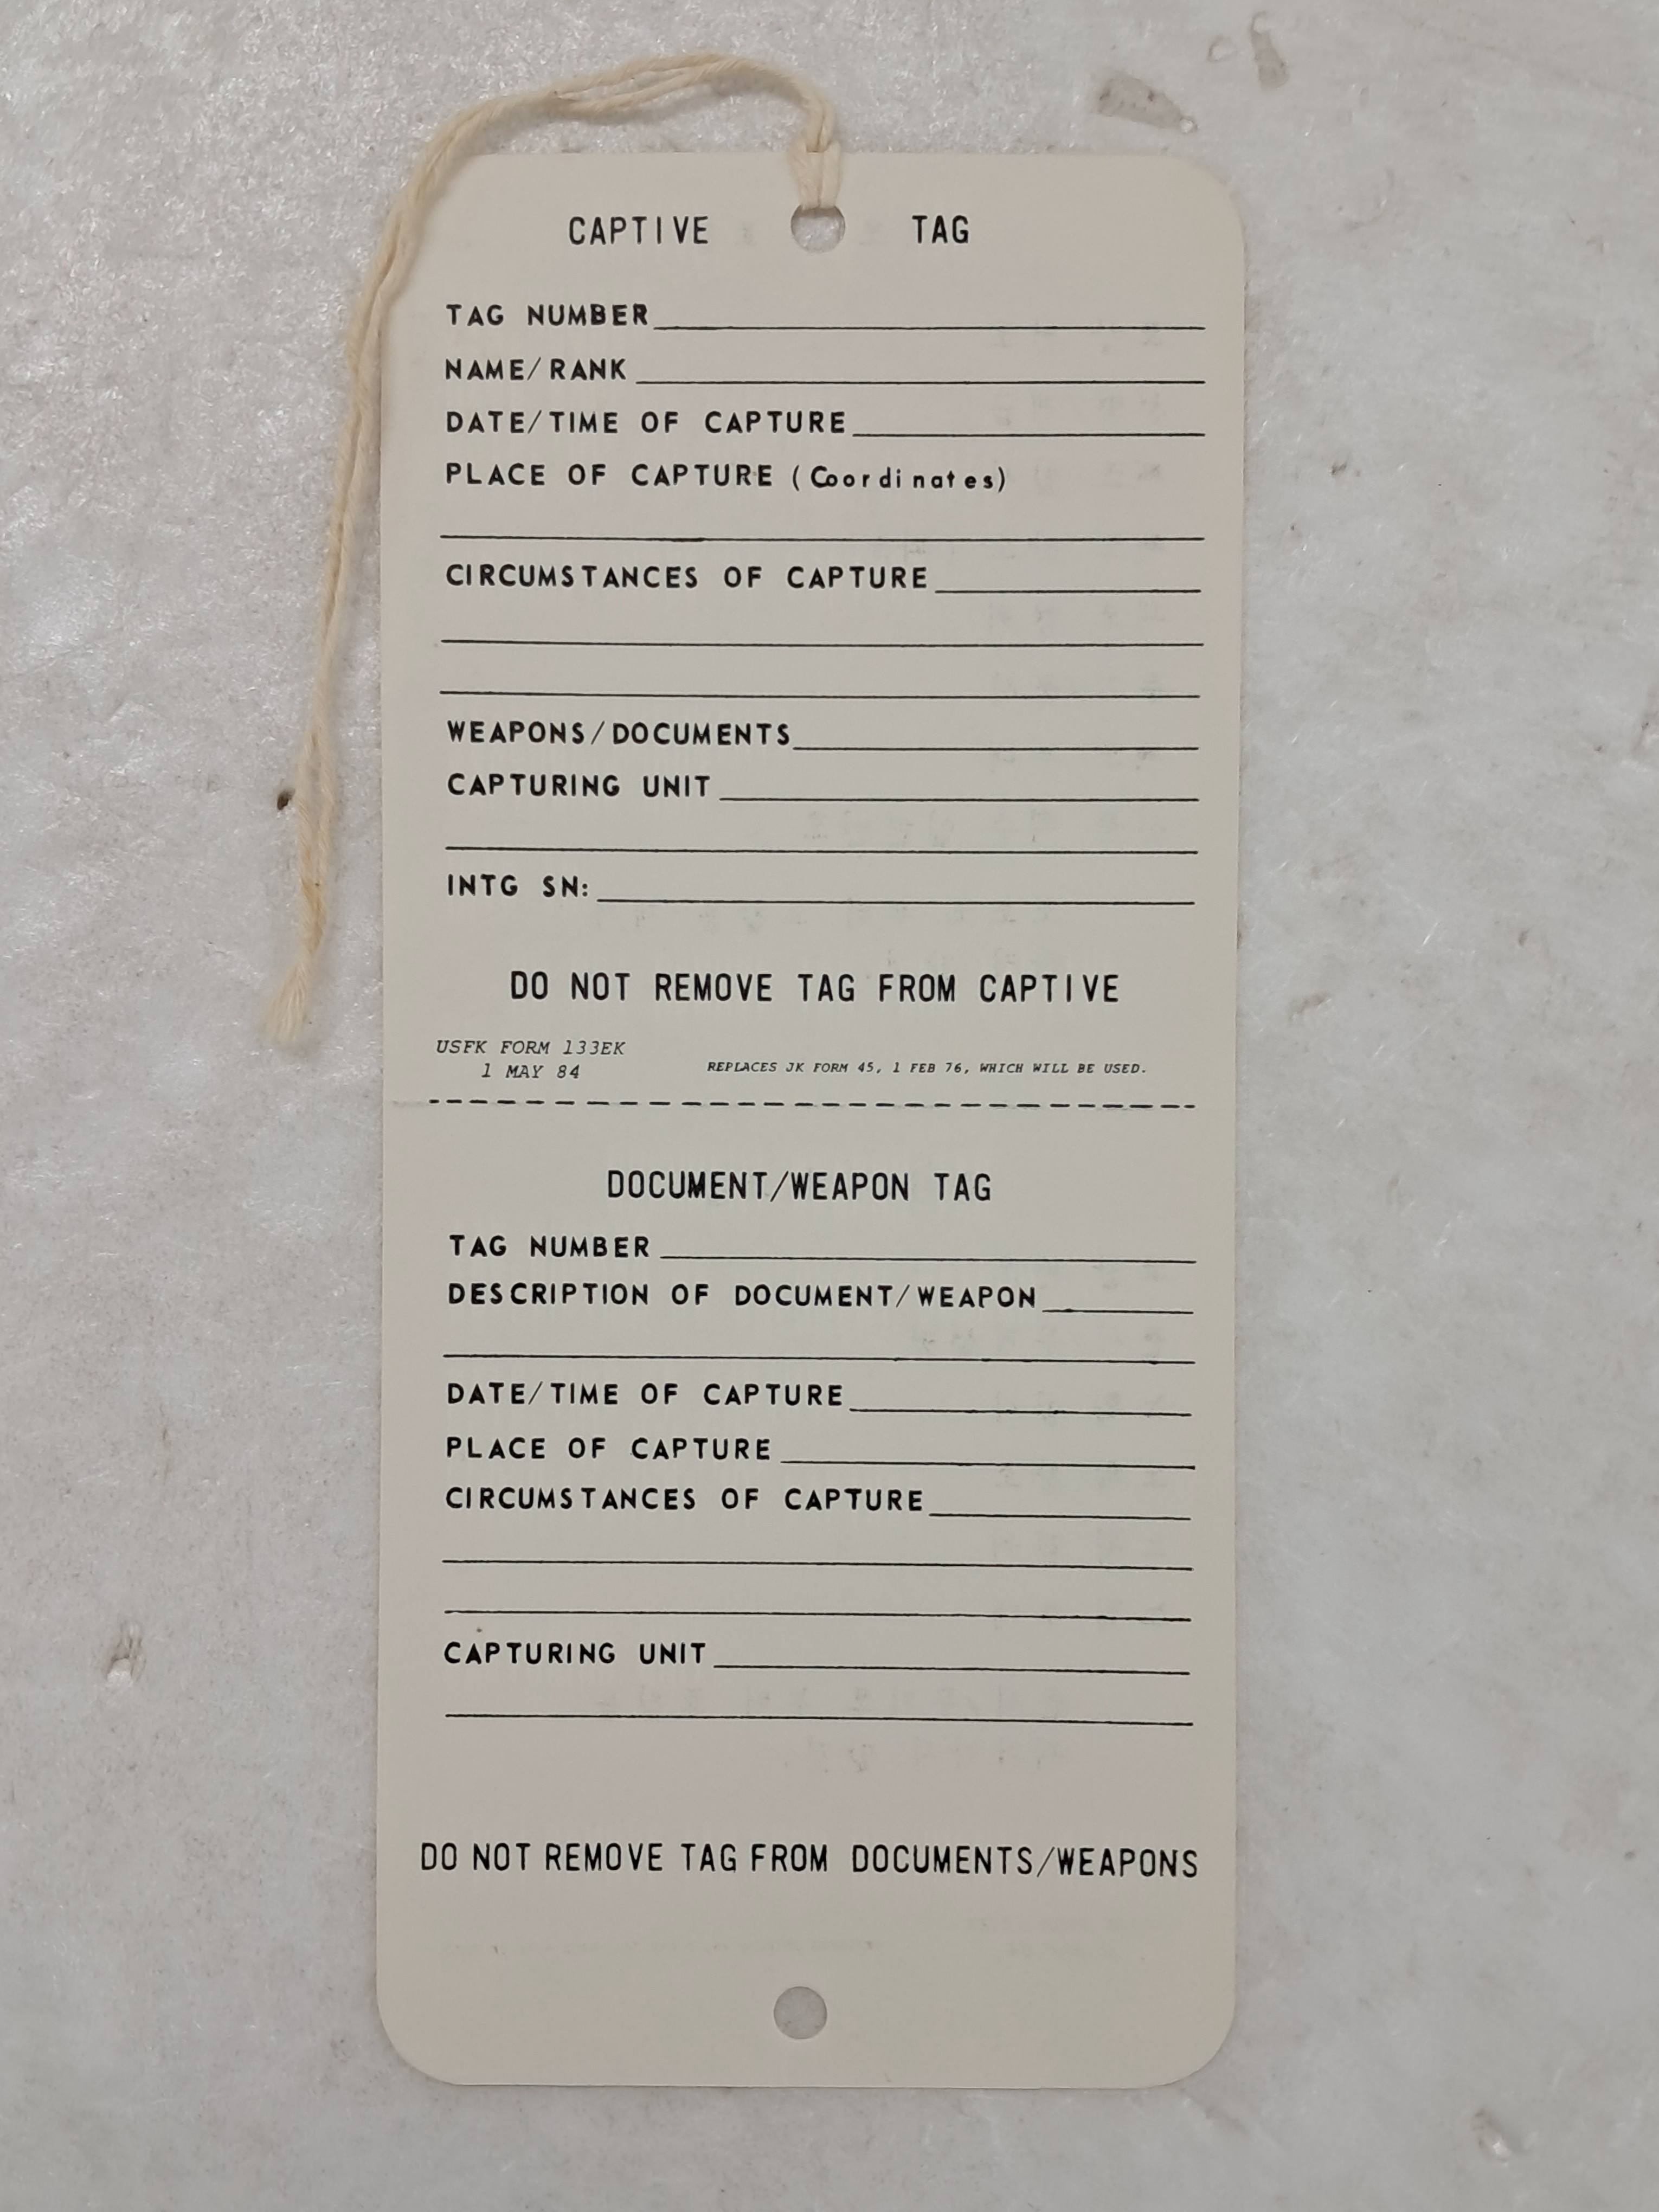 CAPTIVE TAG
TAG NUMBER
NAME/RANK
DATE/TIME OF CAPTURE
PLACE OF CAPTURE (Coordinates)
CIRCUMSTANCES OF CAPTURE
WEAPONS/DOCUMENTS
CAPTURING UNIT
INTG SN:
DO NOT REMOVE TAG FROM CAPTIVE
USFK FORM 133EK
1 MAY 84
REPLACES JK FORM 45, 1 FEB 76, WHICH WILL BE USED.
DOCUMENT/WEAPON TAG
TAG NUMBER
DESCRIPTION OF DOCUMENT/WEAPON
DATE/TIME OF CAPTURE
PLACE OF CAPTURE
CIRCUMSTANCES OF CAPTURE
CAPTURING UNIT
DO NOT REMOVE TAG FROM DOCUMENTS/WEAPONS